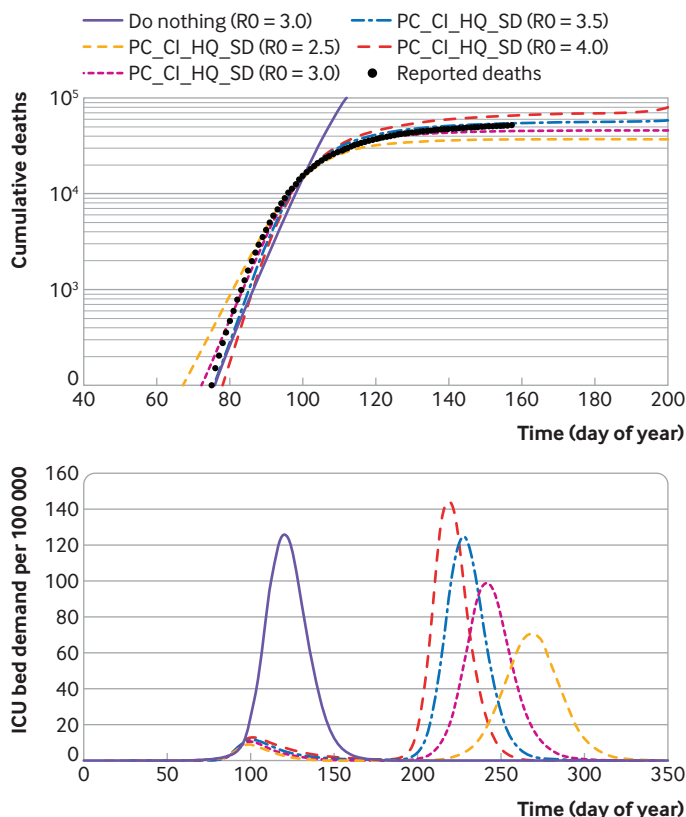 Do nothing (R0 = 3.0) PC_CI_HQ_SD (R0 = 3.5)
PC_CI_HQ_SD (R0 = 2.5) PC_CI_HQ_SD (R0 = 4.0)
PC_CI_HQ_SD (R0 = 3.0) Reported deaths
Cumulative deaths
10⁵
10⁴
10³
0
40 60 80 100 120 140 160 180 200
Time (day of year)
ICU bed demand per 100 000
160
140
120
100
80
60
40
20
0
0 50 100 150 200 250 300 350
Time (day of year)